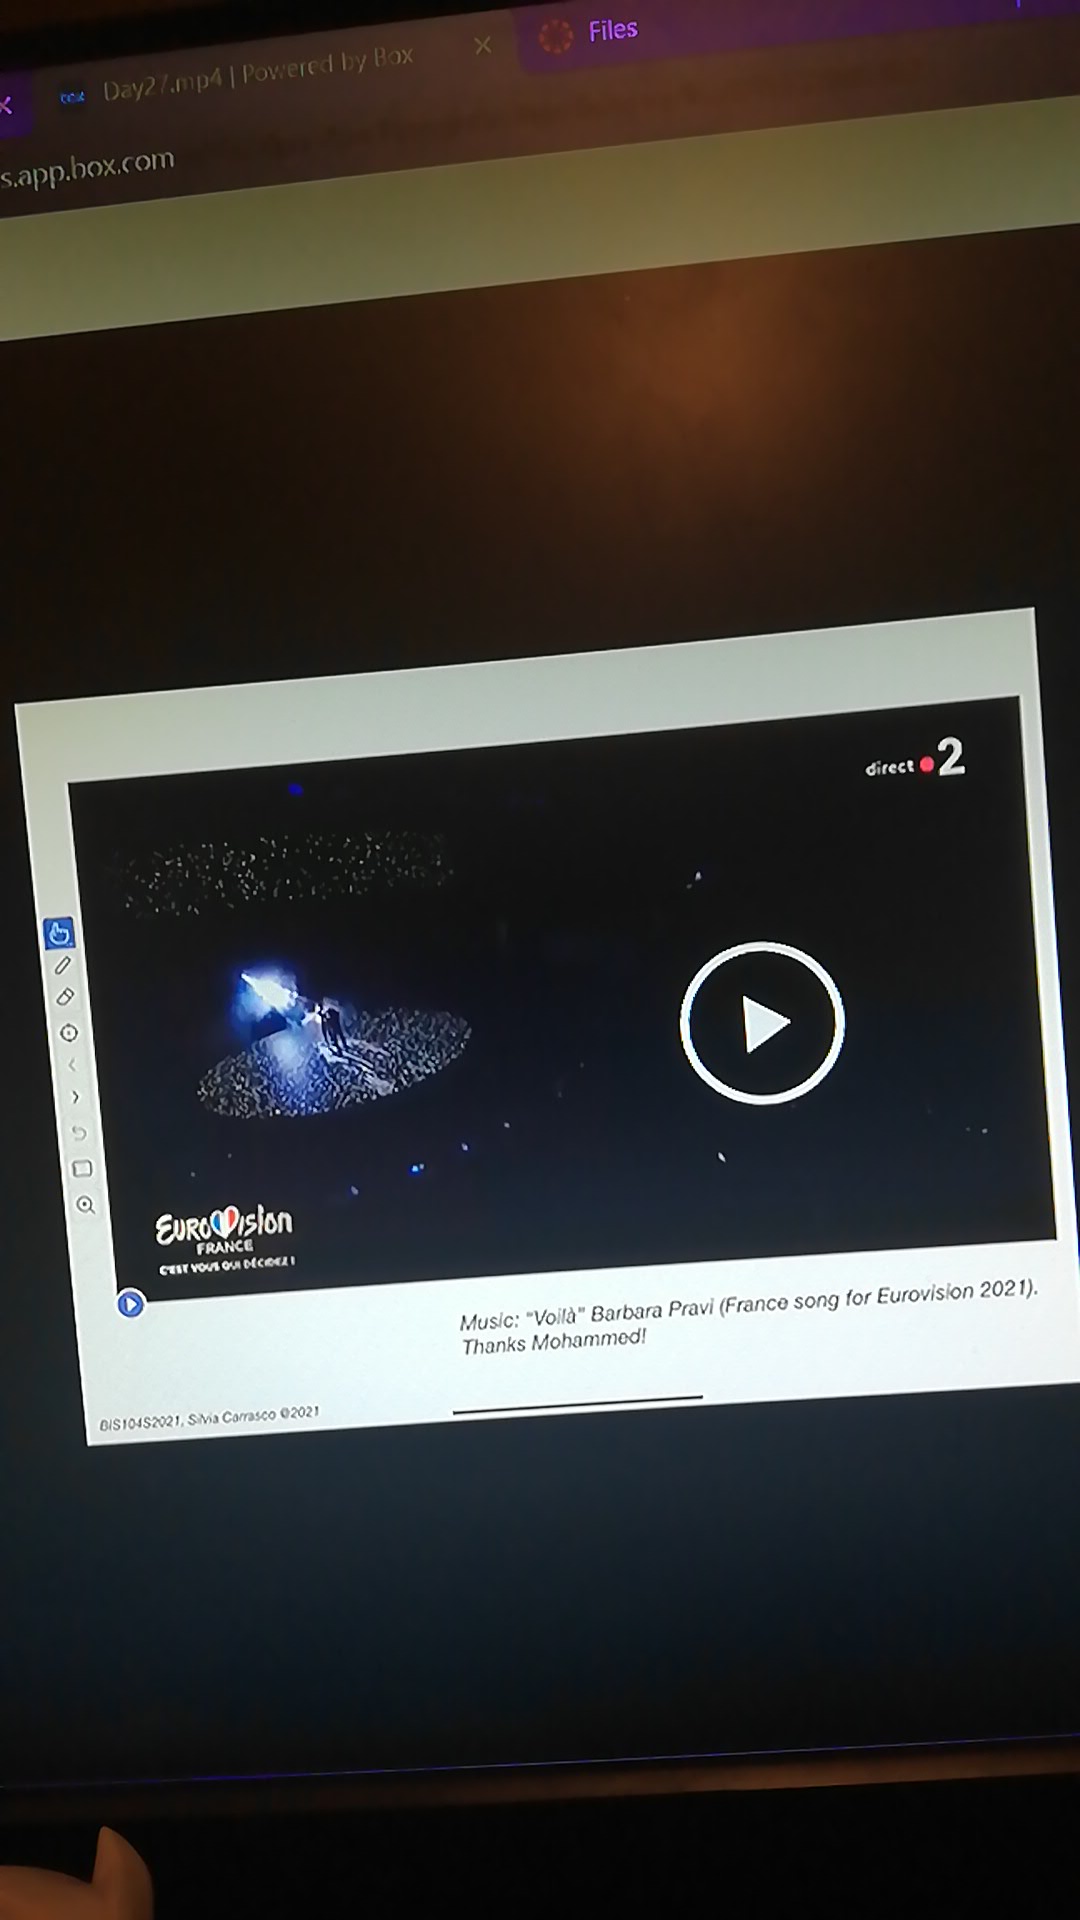 Day27.mp4 | Powered by Box
Files
s.app.box.com
direct 2
EUROVISION
FRANCE
C'EST VOUS QUI DÉCIDEZ !
Music: "Voilà" Barbara Pravi (France song for Eurovision 2021).
Thanks Mohammed!
BIS104S2021, Silvia Carrasco ©2021